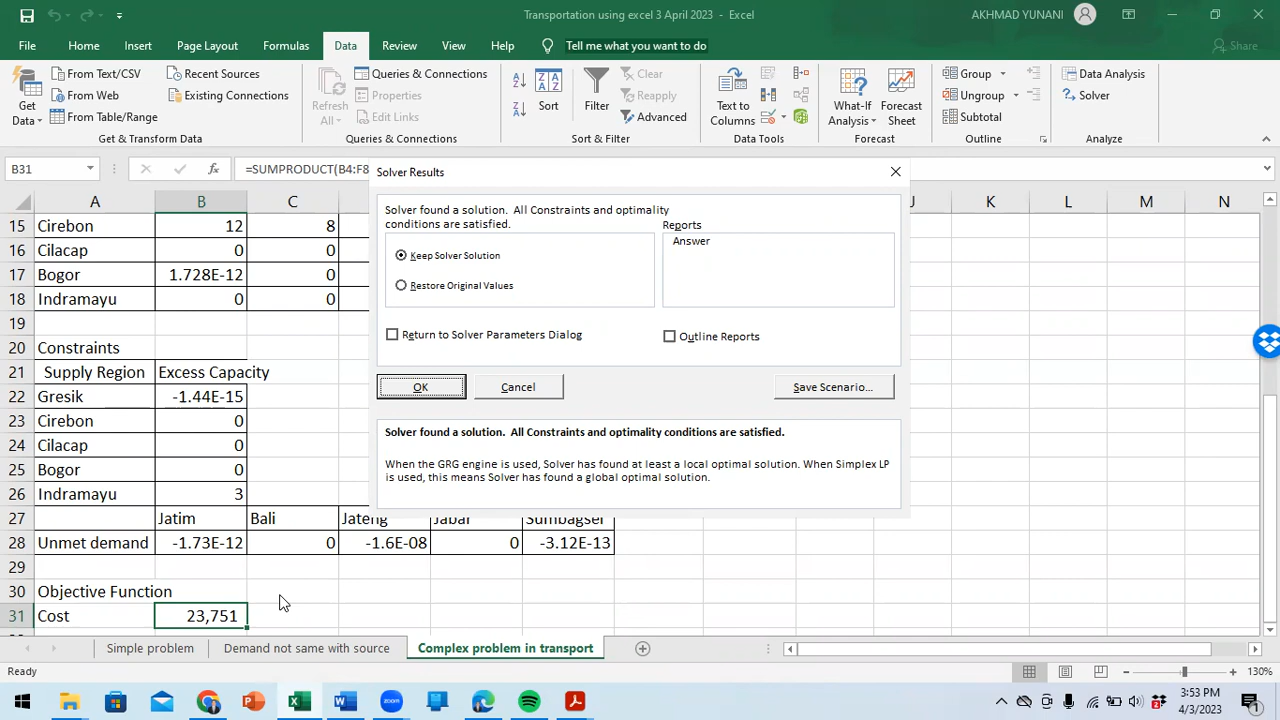 Transportation using excel 3 April 2023 - Excel
AKHMAD YUNANI
File Home Insert Page Layout Formulas Data Review View Help Tell me what you want to do Share
Get Data
From Text/CSV
From Web
From Table/Range
Recent Sources
Existing Connections
Get & Transform Data
Refresh All
Queries & Connections
Properties
Edit Links
Queries & Connections
Sort
Filter
Clear
Reapply
Advanced
Sort & Filter
Text to Columns
Data Tools
What-If Analysis
Forecast Sheet
Forecast
Group
Ungroup
Subtotal
Outline
Data Analysis
Solver
Analyze
B31 fx =SUMPRODUCT(B4:F8
A B C J K L M N
15 Cirebon 12 8
16 Cilacap 0 0
17 Bogor 1.728E-12 0
18 Indramayu 0 0
19
20 Constraints
21 Supply Region Excess Capacity
22 Gresik -1.44E-15
23 Cirebon 0
24 Cilacap 0
25 Bogor 0
26 Indramayu 3
27 Jatim Bali Jateng Jabar Sumbagsel
28 Unmet demand -1.73E-12 0 -1.6E-08 0 -3.12E-13
29
30 Objective Function
31 Cost 23,751
Solver Results
Solver found a solution. All Constraints and optimality
conditions are satisfied.
Keep Solver Solution
Restore Original Values
Reports
Answer
Return to Solver Parameters Dialog
Outline Reports
OK
Cancel
Save Scenario...
Solver found a solution. All Constraints and optimality conditions are satisfied.
When the GRG engine is used, Solver has found at least a local optimal solution. When Simplex LP
is used, this means Solver has found a global optimal solution.
Simple problem Demand not same with source Complex problem in transport
Ready 130%
3:53 PM
4/3/2023